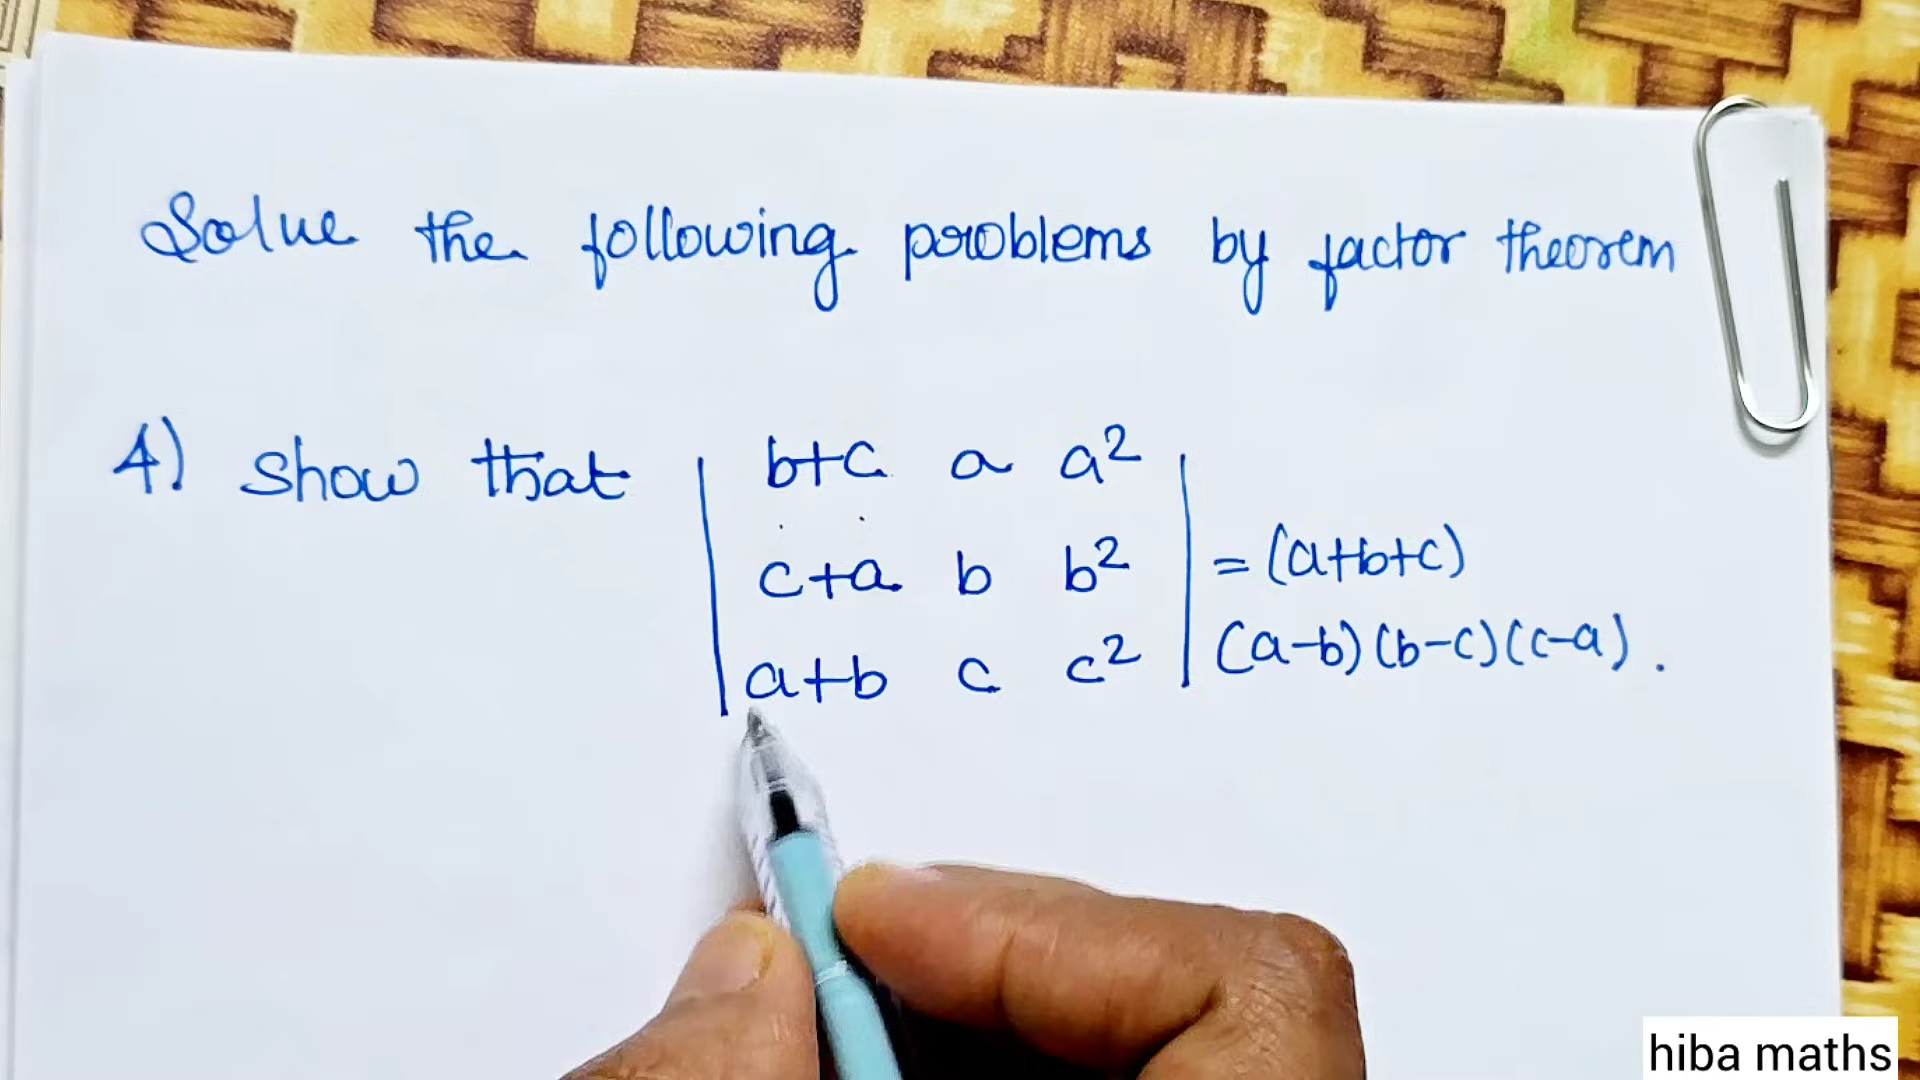 Solve the following problems by factor theorem
4) show that | b+c a a² |
| c+a b b² | = (a+b+c)
| a+b c c² | (a-b)(b-c)(c-a).
hiba maths